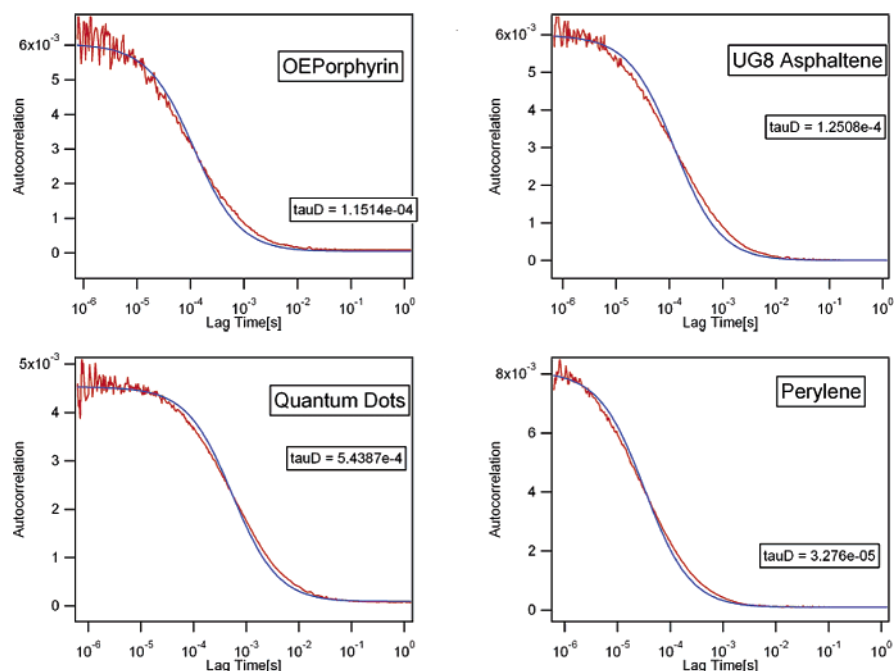 6x10⁻³
5
4
3
2
1
0
Autocorrelation
OEPorphyrin
tauD = 1.1514e-04
10⁻⁶ 10⁻⁵ 10⁻⁴ 10⁻³ 10⁻² 10⁻¹ 10⁰
Lag Time[s]
6x10⁻³
5
4
3
2
1
0
Autocorrelation
UG8 Asphaltene
tauD = 1.2508e-4
10⁻⁶ 10⁻⁵ 10⁻⁴ 10⁻³ 10⁻² 10⁻¹ 10⁰
Lag Time[s]
5x10⁻³
4
3
2
1
0
Autocorrelation
Quantum Dots
tauD = 5.4387e-4
10⁻⁶ 10⁻⁵ 10⁻⁴ 10⁻³ 10⁻² 10⁻¹ 10⁰
Lag Time[s]
8x10⁻³
6
4
2
0
Autocorrelation
Perylene
tauD = 3.276e-05
10⁻⁶ 10⁻⁵ 10⁻⁴ 10⁻³ 10⁻² 10⁻¹ 10⁰
Lag Time[s]